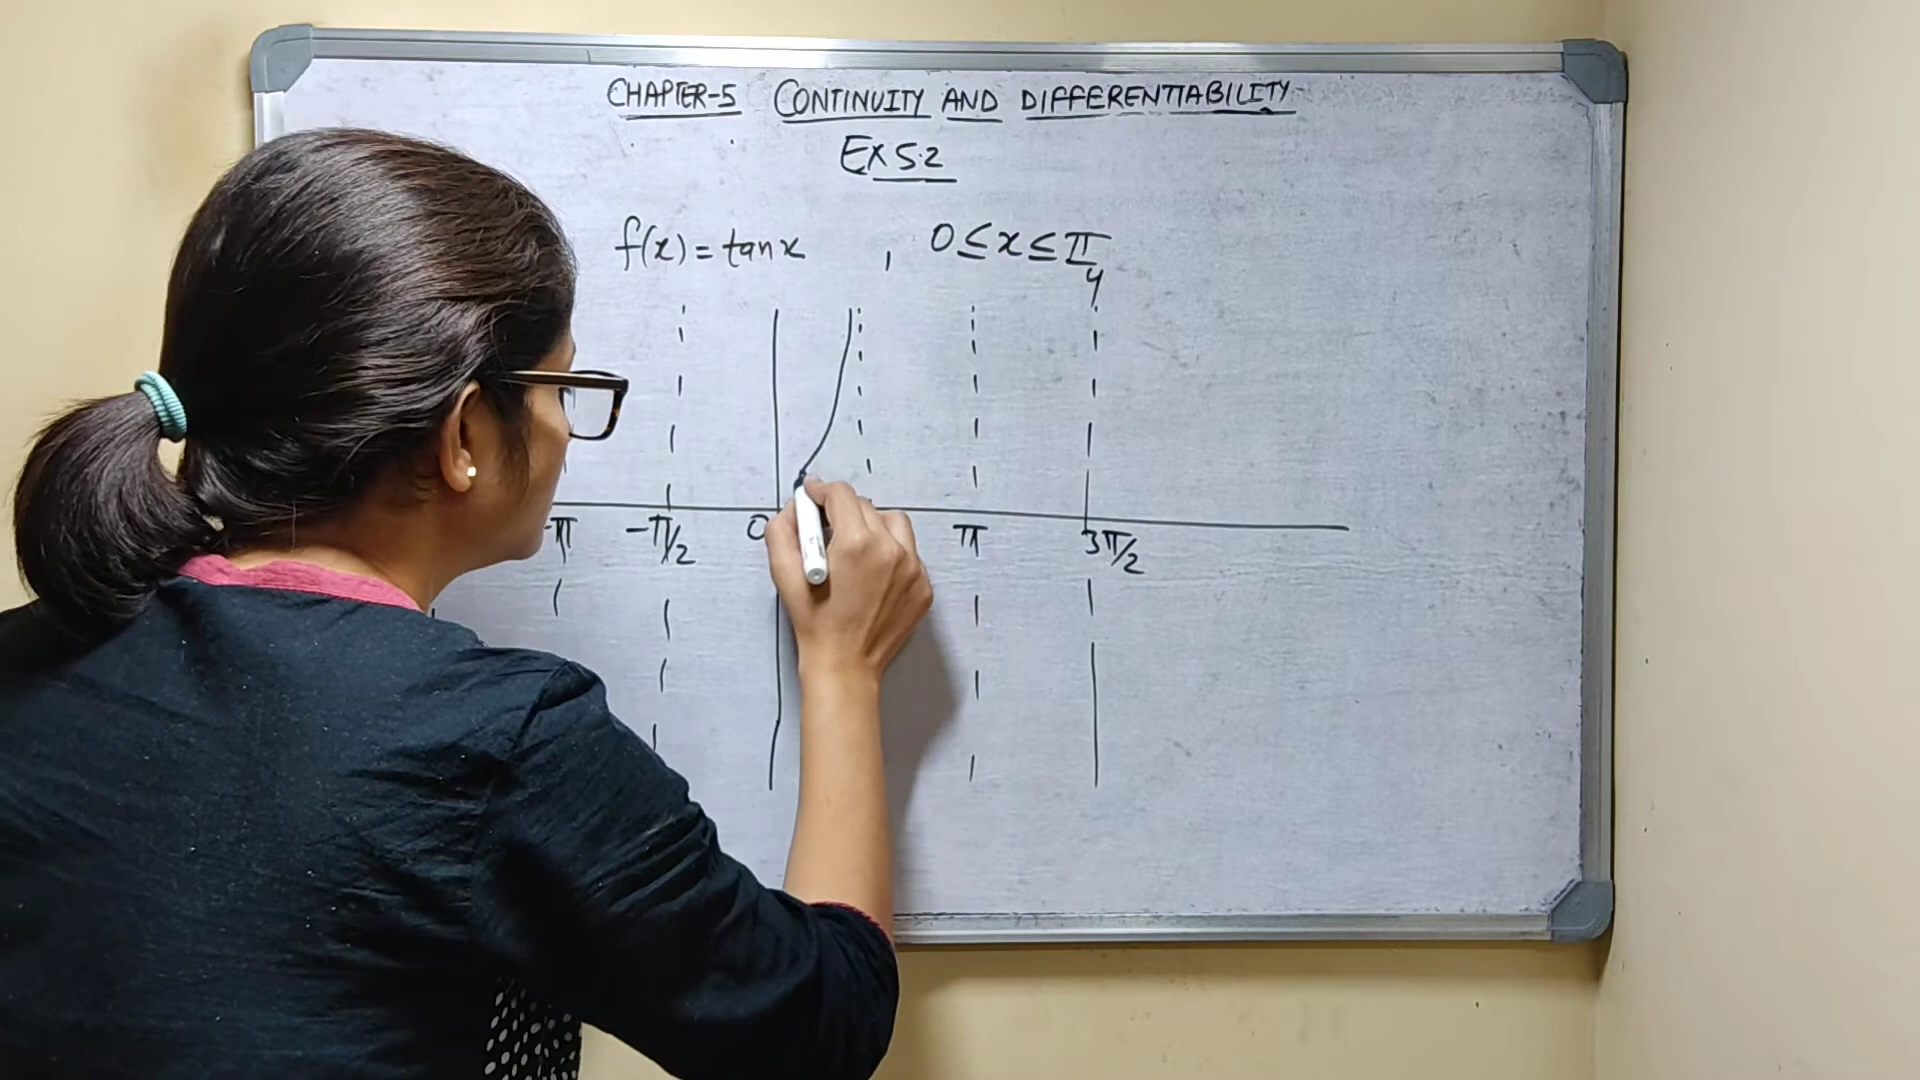 CHAPTER-5 CONTINUITY AND DIFFERENTIABILITY
EX 5.2
f(x) = tan x , 0 ≤ x ≤ π/4
-π -π/2 0 π 3π/2